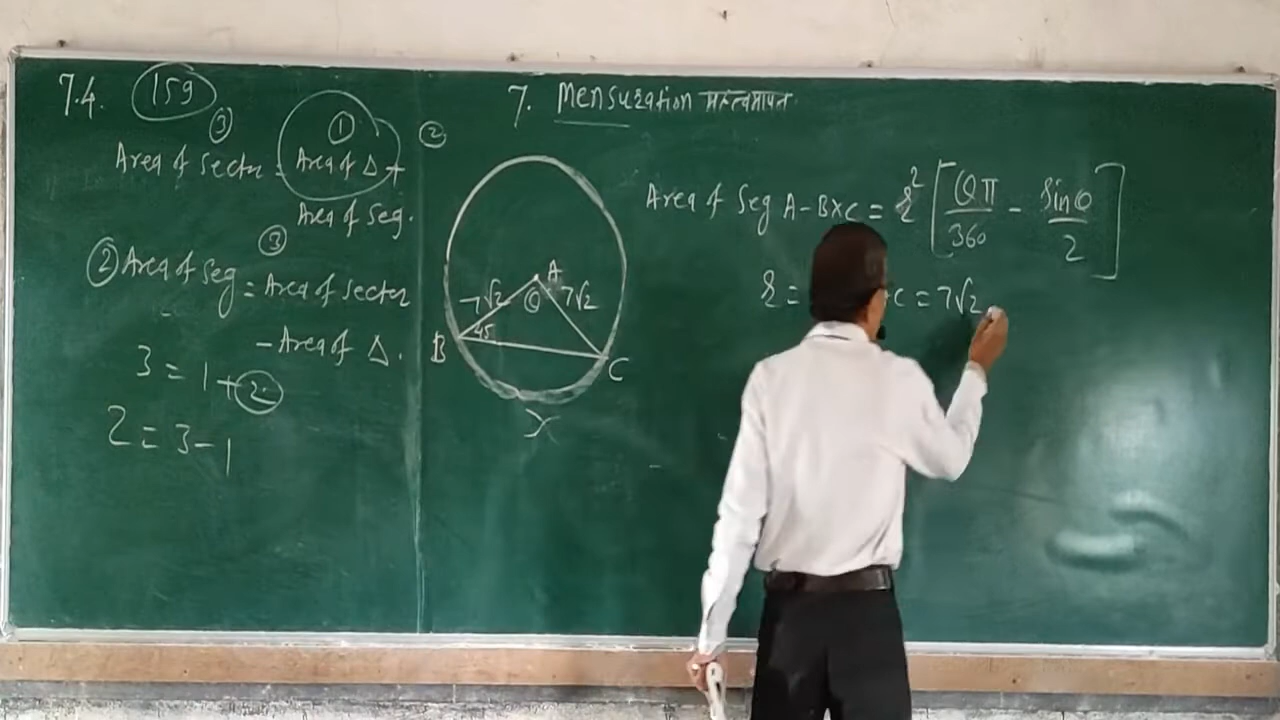 7.4. 159
7. Mensuration महत्वमापन
③ ① ②
Area of Sector = Area of Δ +
Area of Seg.
③
② Area of Seg = Area of Sector
- Area of Δ.
3 = 1 + 2
2 = 3 - 1
A
7√2 θ 7√2
B 45 C
X
Area of Seg A-BXC = r² [θπ/360 - Sinθ/2]
r = C = 7√2